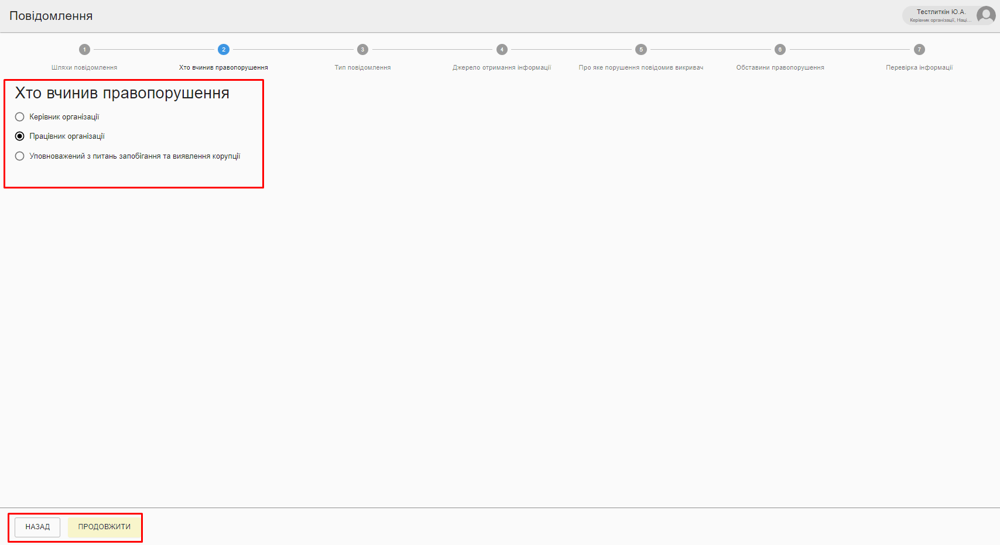 Повідомлення
Тестлиткін Ю.А.
Керівник організації, Наці...
1
2
3
4
5
6
7
Шляхи повідомлення
Хто вчинив правопорушення
Тип повідомлення
Джерело отримання інформації
Про яке порушення повідомив викривач
Обставини правопорушення
Перевірка інформації
Хто вчинив правопорушення
Керівник організації
Працівник організації
Уповноважений з питань запобігання та виявлення корупції
НАЗАД
ПРОДОВЖИТИ